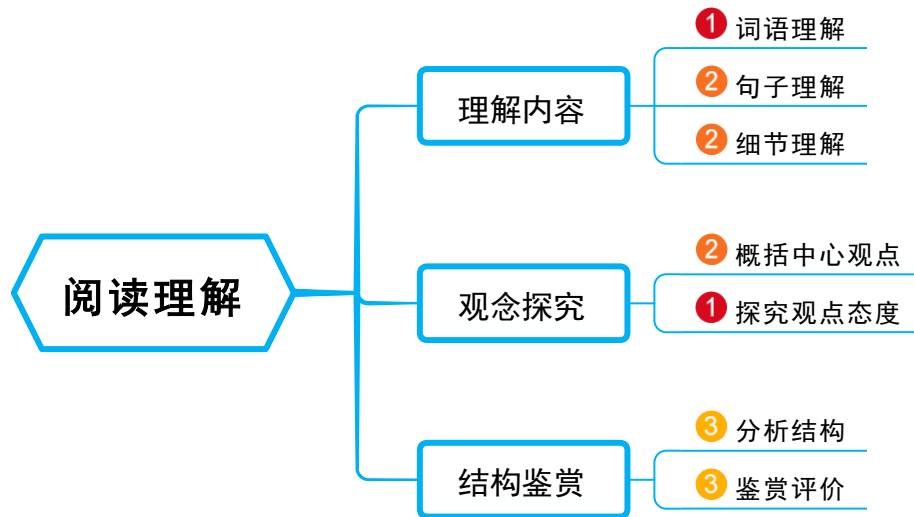 阅读理解
理解内容
1 词语理解
2 句子理解
2 细节理解
观念探究
2 概括中心观点
1 探究观点态度
结构鉴赏
3 分析结构
3 鉴赏评价